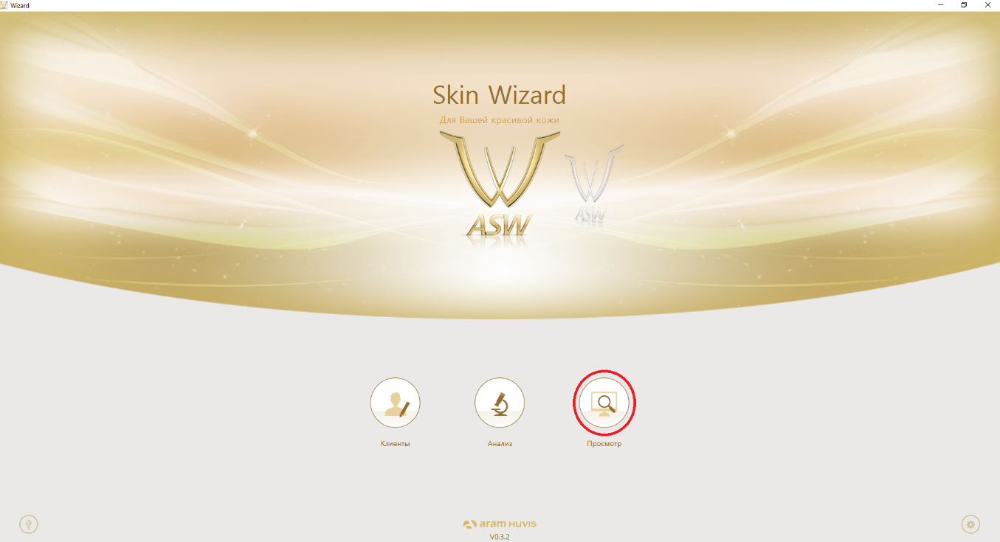 Wizard
Skin Wizard
Для Вашей красивой кожи
ASW
ASW
Клиенты
Анализ
Просмотр
aram HUVIS
V0.3.2